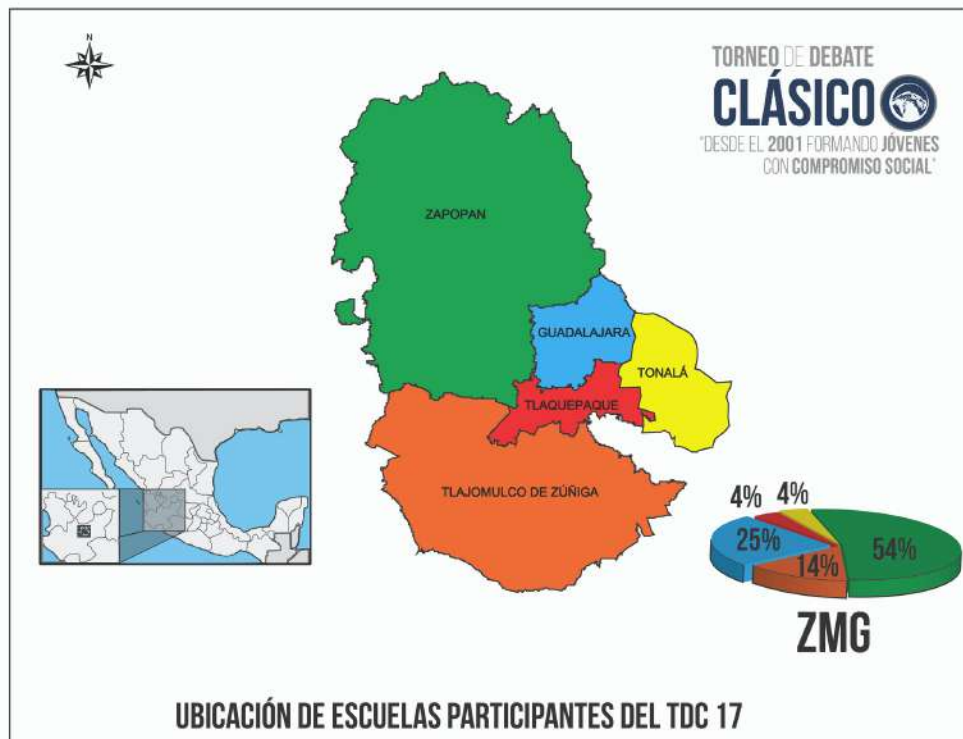 N
TORNEO DE DEBATE
CLÁSICO
"DESDE EL 2001 FORMANDO JÓVENES
CON COMPROMISO SOCIAL"
ZAPOPAN
GUADALAJARA
TONALÁ
TLAQUEPAQUE
TLAJOMULCO DE ZÚÑIGA
4%
4%
25%
54%
14%
ZMG
UBICACIÓN DE ESCUELAS PARTICIPANTES DEL TDC 17